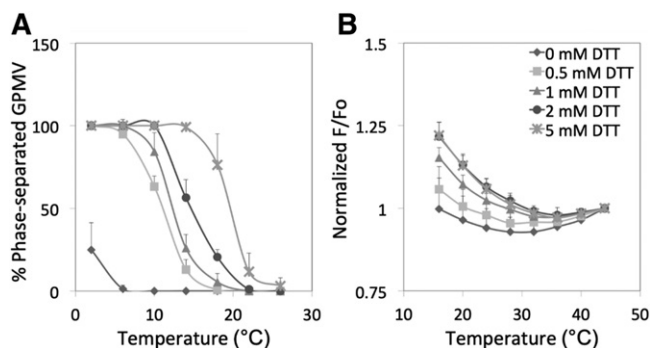 A
% Phase-separated GPMV
150
100
50
0
0
10
20
30
Temperature (°C)
B
Normalized F/Fo
1.5
1.25
1
0.75
10
20
30
40
50
Temperature (°C)
0 mM DTT
0.5 mM DTT
1 mM DTT
2 mM DTT
5 mM DTT